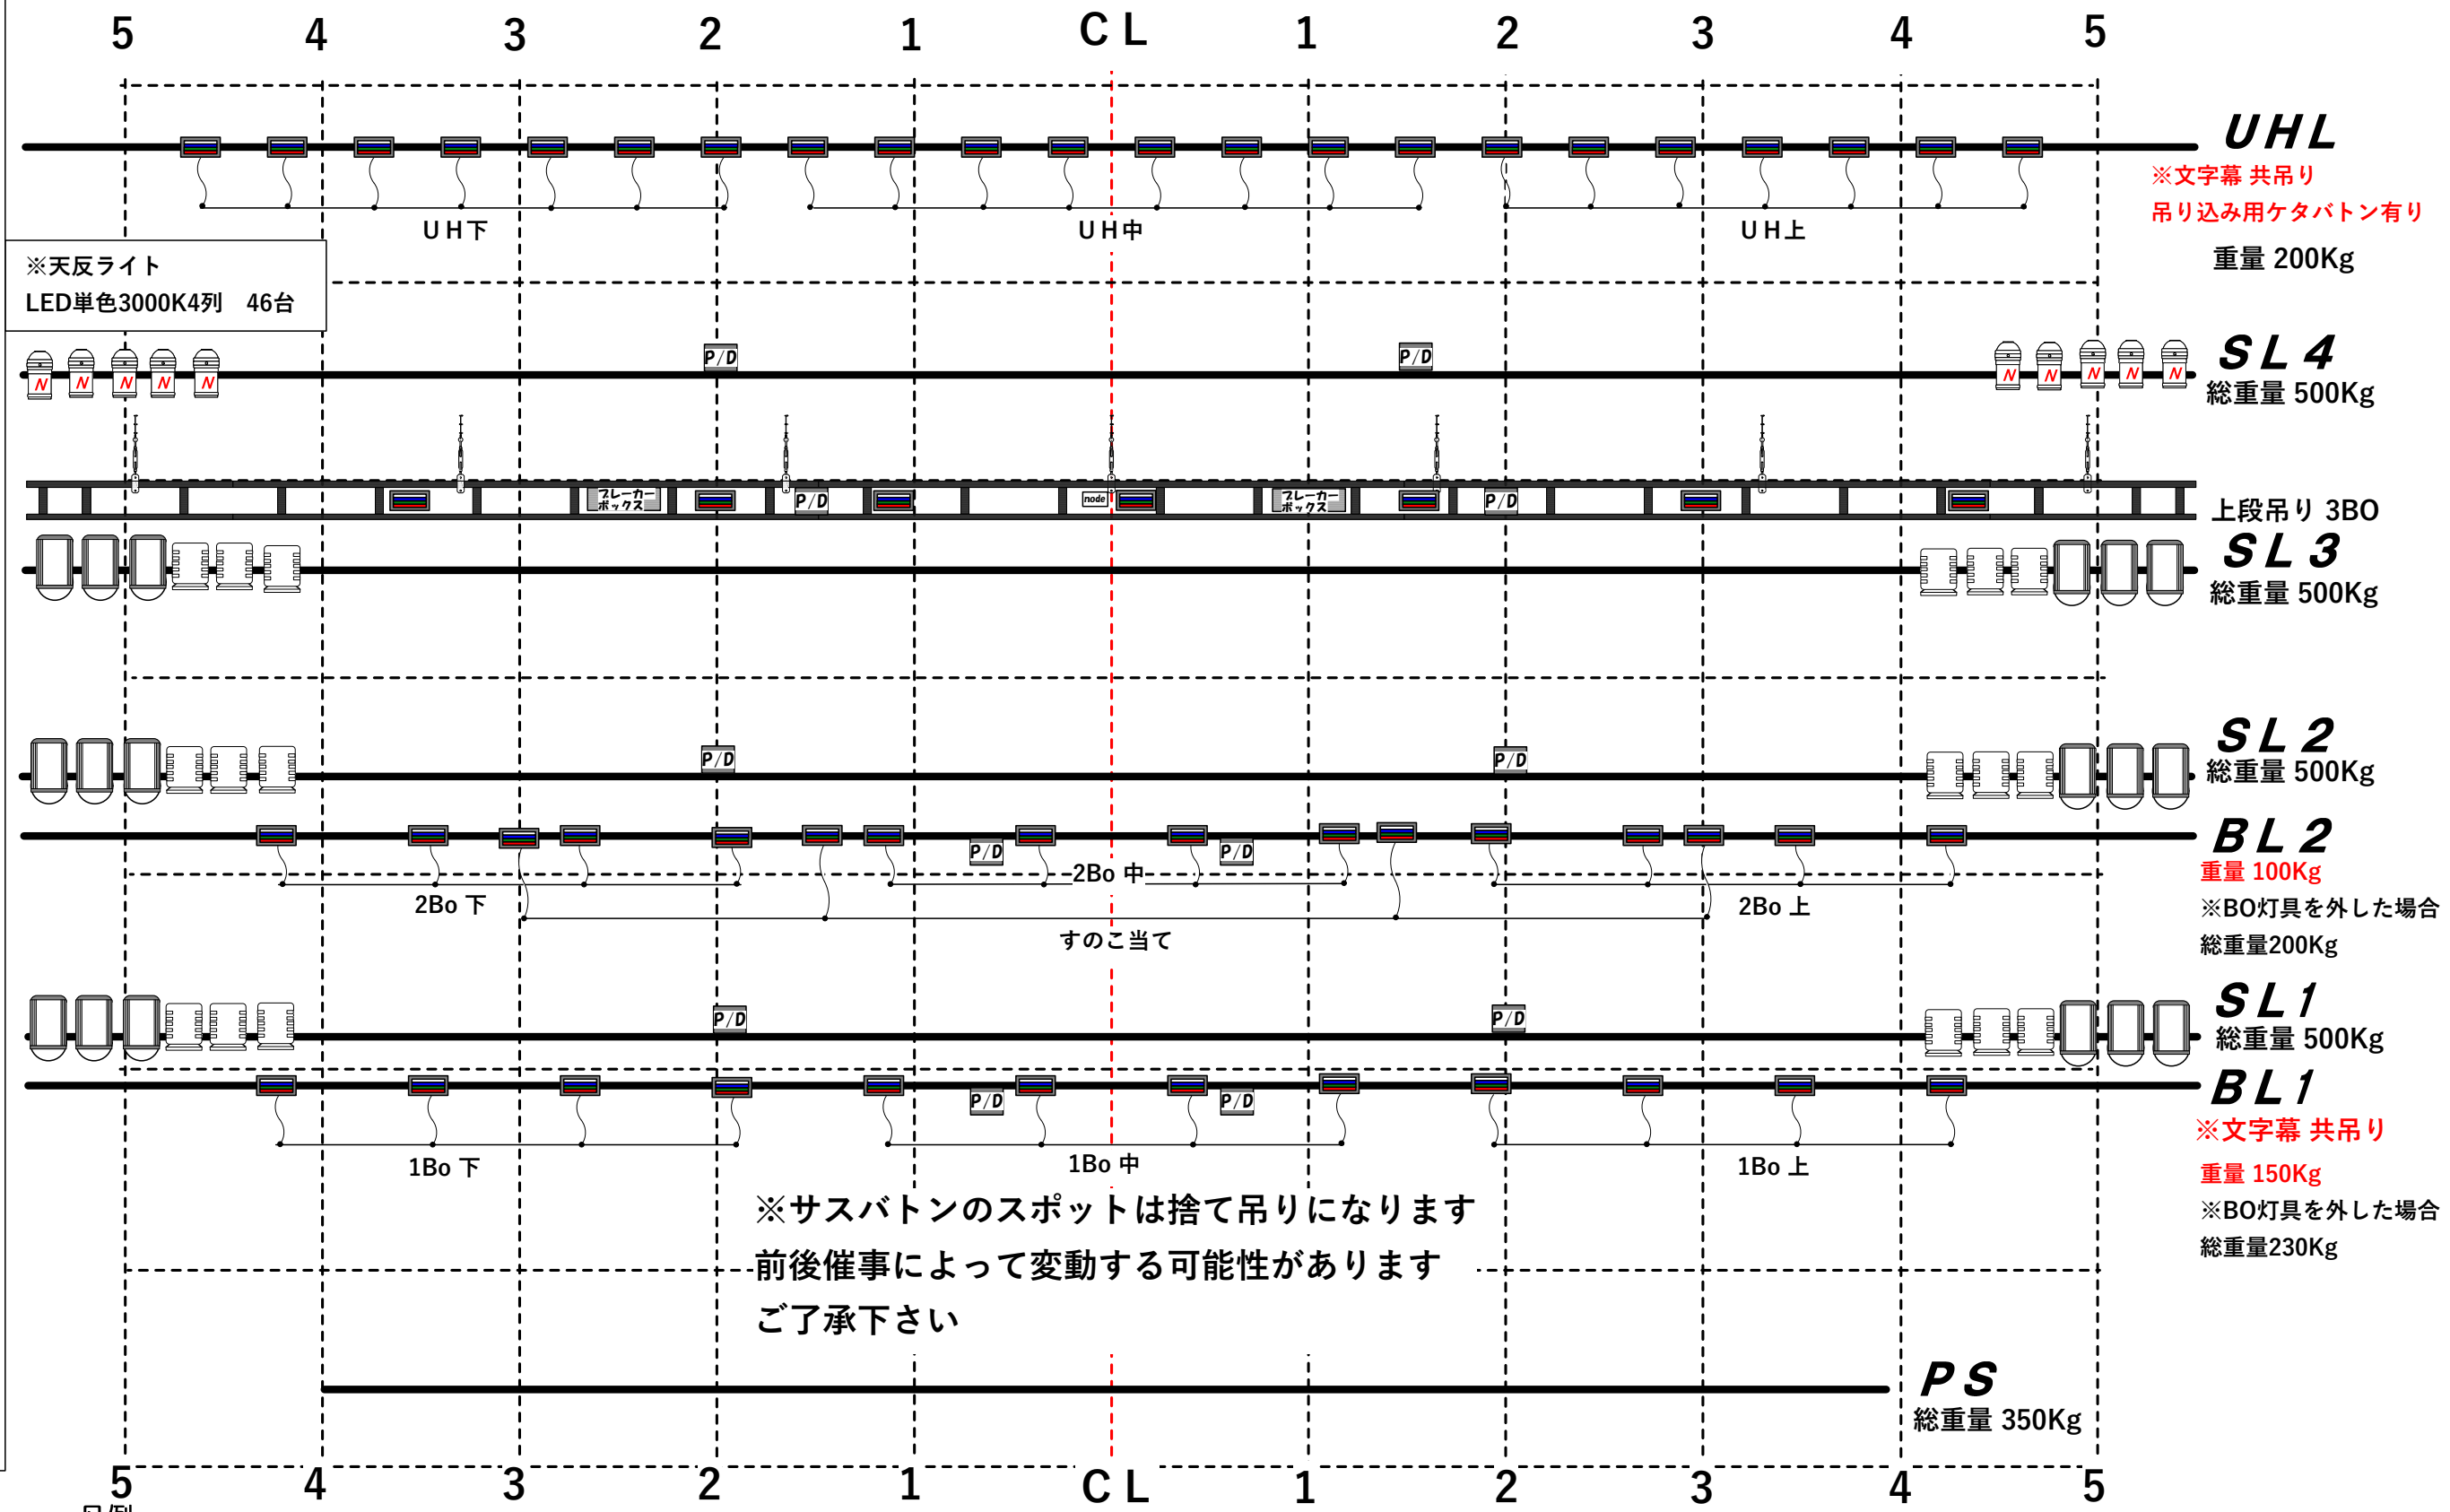 5 4 3 2 1 CL 1 2 3 4 5
UHL
※文字幕 共吊り
吊り込み用ケタバトン有り
重量 200Kg
UH下 UH中 UH上
※天反ライト
LED単色3000K4列 46台
P/D P/D
SL4
総重量 500Kg
N N N N N N N N N N
ブレーカー
ボックス
P/D
node
ブレーカー
ボックス
P/D
上段吊り 3BO
SL3
総重量 500Kg
P/D P/D
SL2
総重量 500Kg
BL2
P/D P/D
重量 100Kg
※BO灯具を外した場合
総重量200Kg
2Bo 下 2Bo 中 2Bo 上
すのこ当て
P/D P/D
SL1
総重量 500Kg
BL1
P/D P/D
※文字幕 共吊り
重量 150Kg
※BO灯具を外した場合
総重量230Kg
1Bo 下 1Bo 中 1Bo 上
※サスバトンのスポットは捨て吊りになります
前後催事によって変動する可能性があります
ご了承下さい
PS
総重量 350Kg
5 4 3 2 1 CL 1 2 3 4 5
凡例